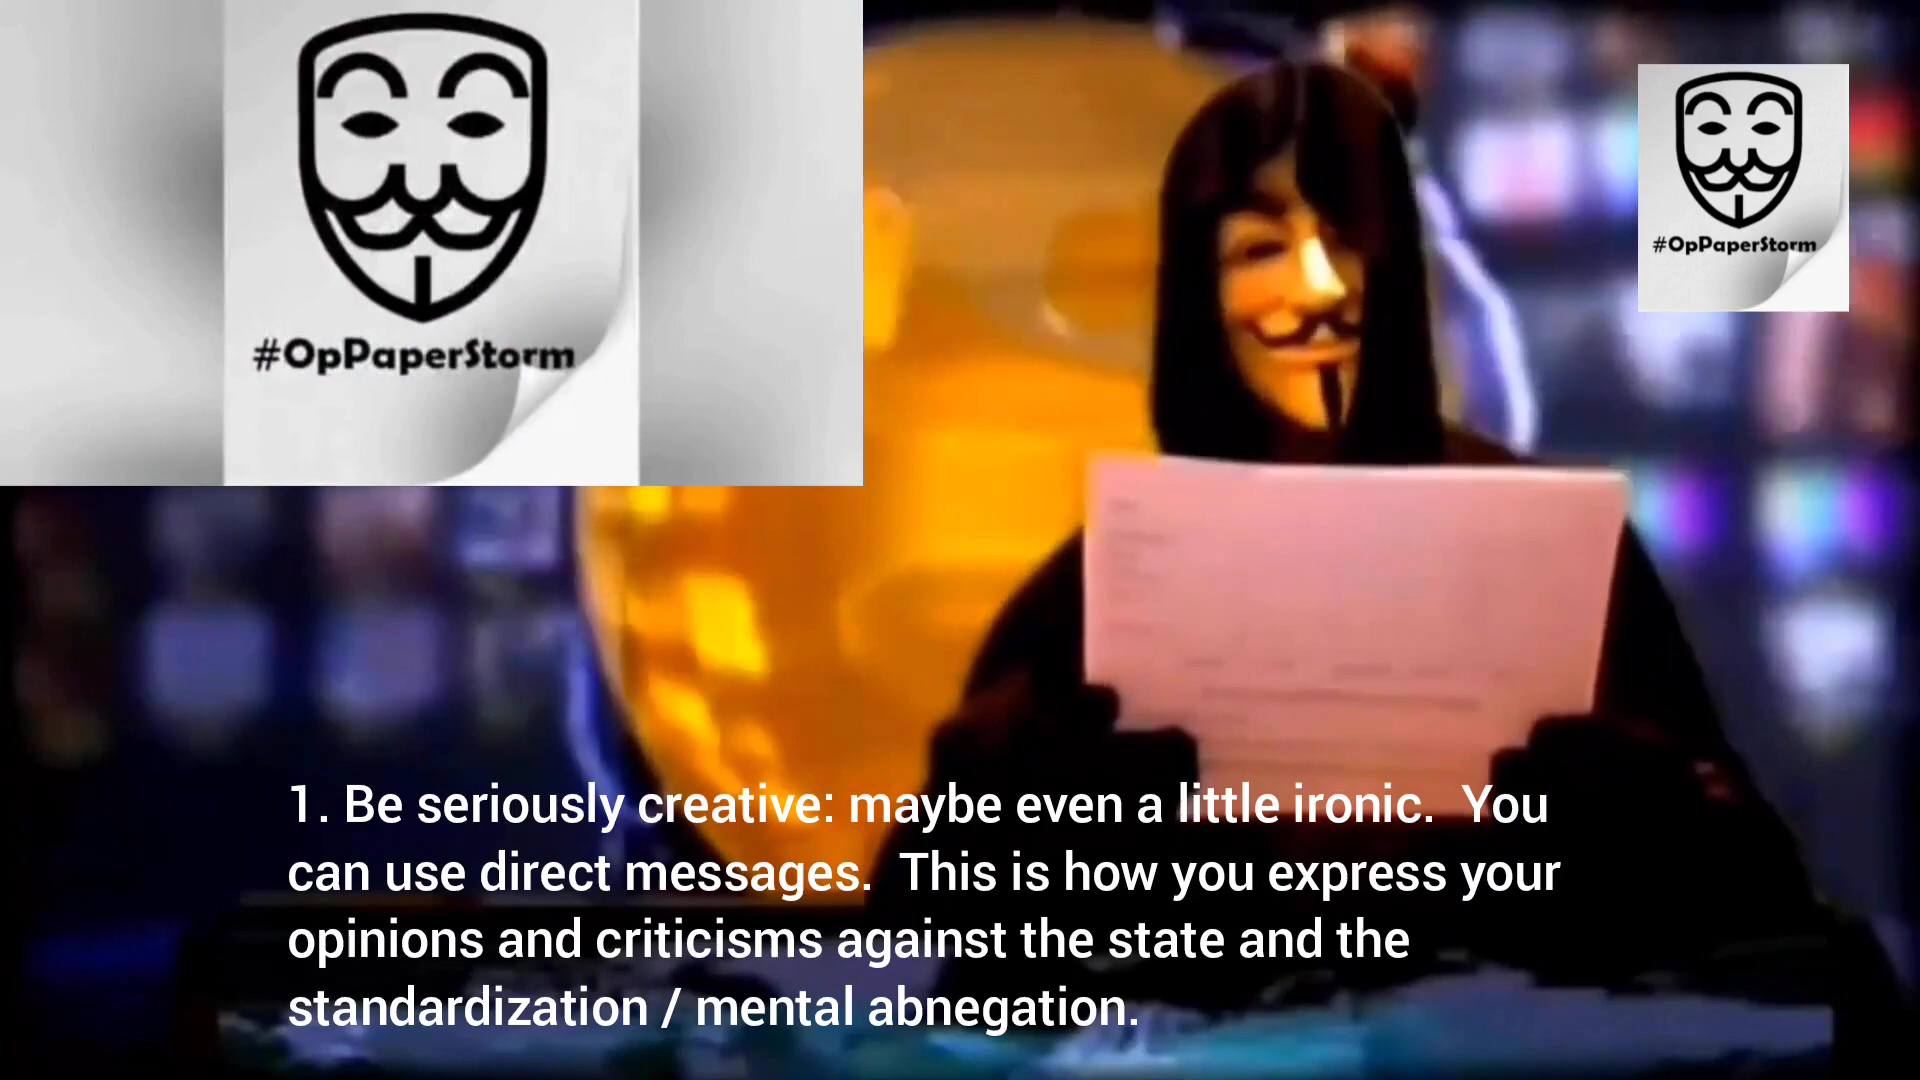 #OpPaperStorm
#OpPaperStorm
1. Be seriously creative: maybe even a little ironic.  You
can use direct messages.  This is how you express your
opinions and criticisms against the state and the
standardization / mental abnegation.